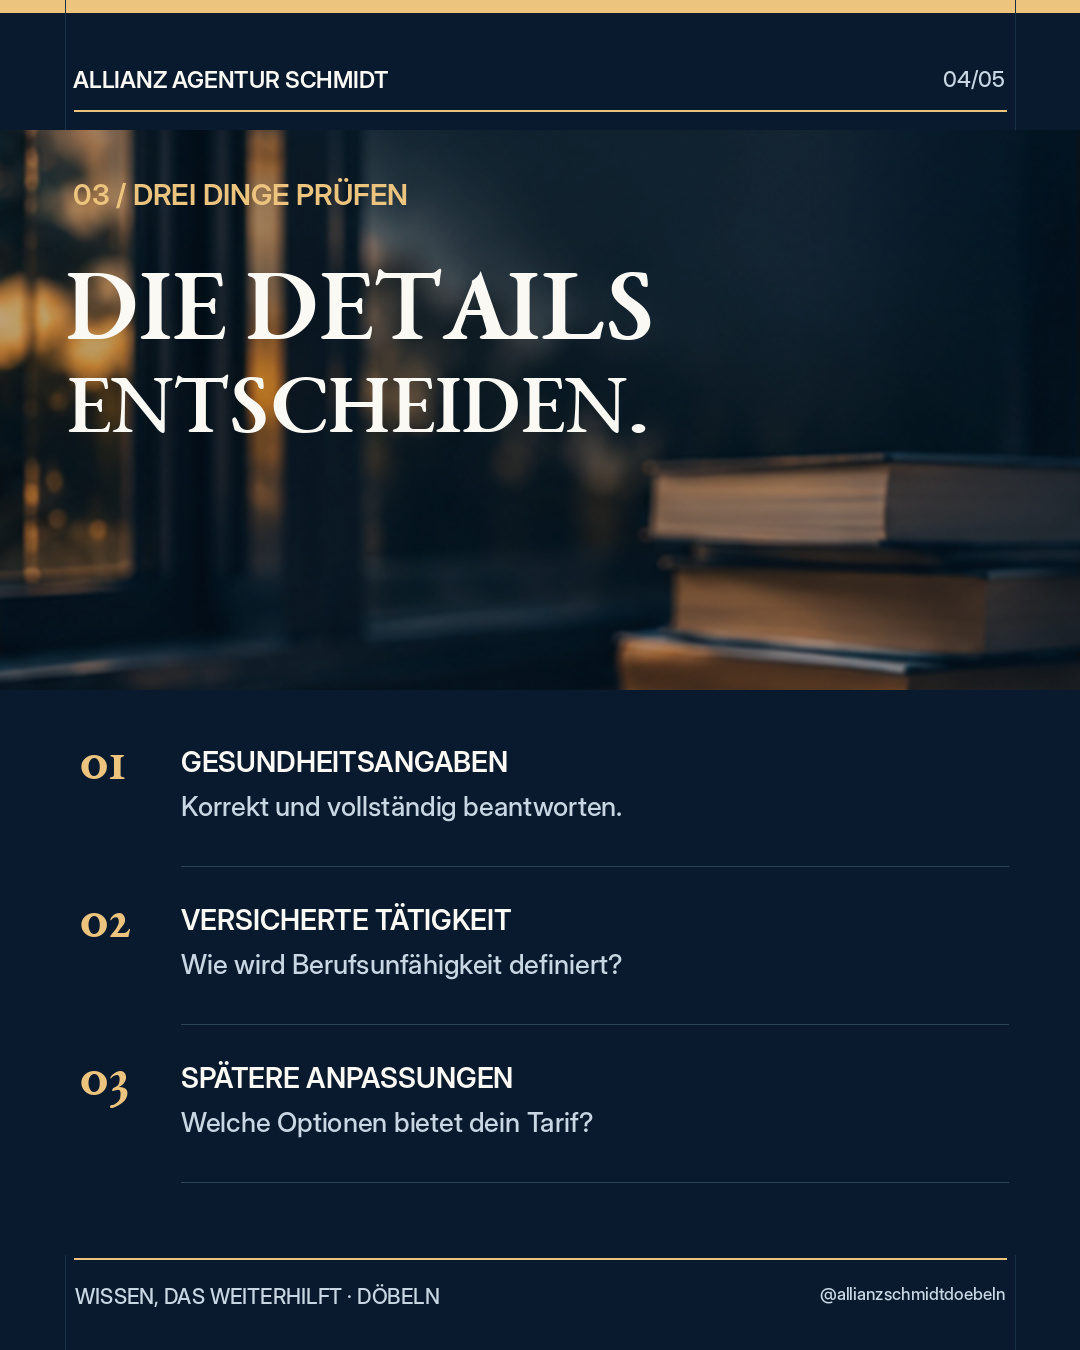 ALLIANZ AGENTUR SCHMIDT
04/05
03 / DREI DINGE PRÜFEN
DIE DETAILS
ENTSCHEIDEN.
01
GESUNDHEITSANGABEN
Korrekt und vollständig beantworten.
02
VERSICHERTE TÄTIGKEIT
Wie wird Berufsunfähigkeit definiert?
03
SPÄTERE ANPASSUNGEN
Welche Optionen bietet dein Tarif?
WISSEN, DAS WEITERHILFT · DÖBELN
@allianzschmidtdoebeln